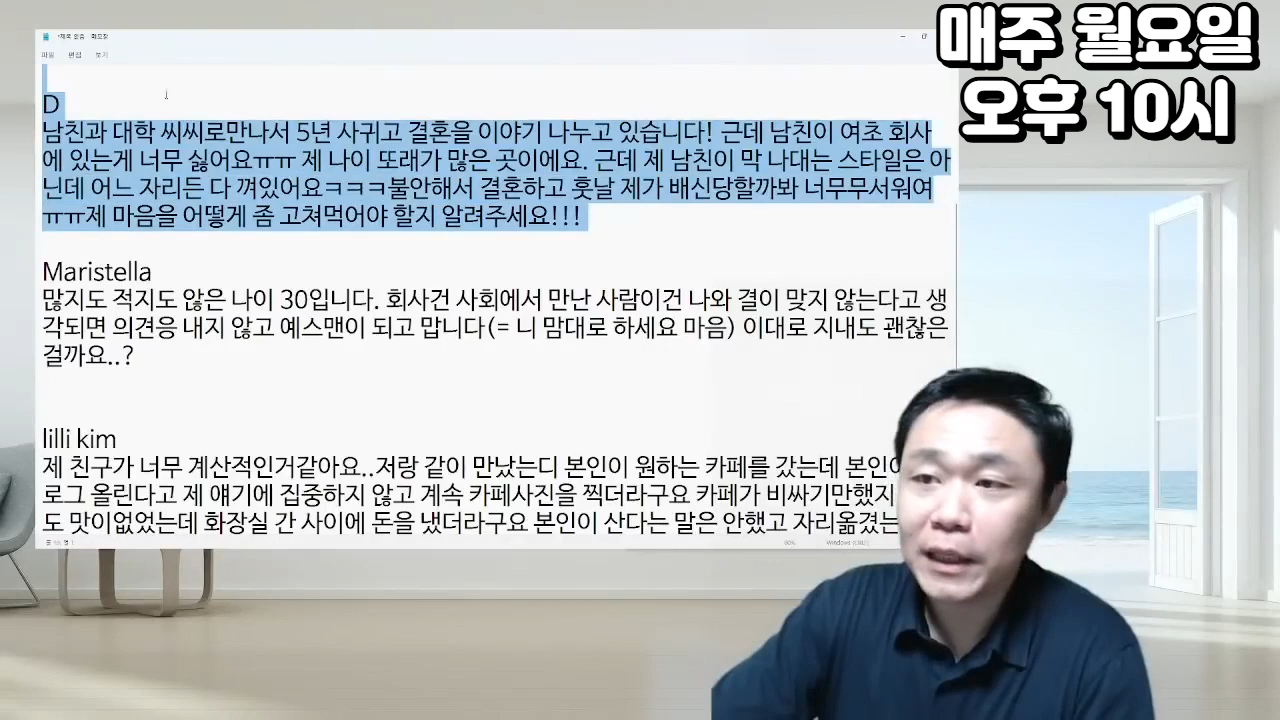 매주 월요일
오후 10시
파일 편집 보기
D
남친과 대학 씨씨로만나서 5년 사귀고 결혼을 이야기 나누고 있습니다! 근데 남친이 여초 회사
에 있는게 너무 싫어요ㅠㅠ 제 나이 또래가 많은 곳이에요. 근데 제 남친이 막 나대는 스타일은 아
닌데 어느 자리든 다 껴있어요ㅋㅋㅋ불안해서 결혼하고 훗날 제가 배신당할까봐 너무무서워여
ㅠㅠ제 마음을 어떻게 좀 고쳐먹어야 할지 알려주세요!!!
Maristella
많지도 적지도 않은 나이 30입니다. 회사건 사회에서 만난 사람이건 나와 결이 맞지 않는다고 생
각되면 의견응 내지 않고 예스맨이 되고 맙니다(= 니 맘대로 하세요 마음) 이대로 지내도 괜찮은
걸까요..?
lilli kim
제 친구가 너무 계산적인거같아요..저랑 같이 만났는디 본인이 원하는 카페를 갔는데 본인이
로그 올린다고 제 얘기에 집중하지 않고 계속 카페사진을 찍더라구요 카페가 비싸기만했지
도 맛이없었는데 화장실 간 사이에 돈을 냈더라구요 본인이 산다는 말은 안했고 자리옮겼는
90% Windows (CRLF)